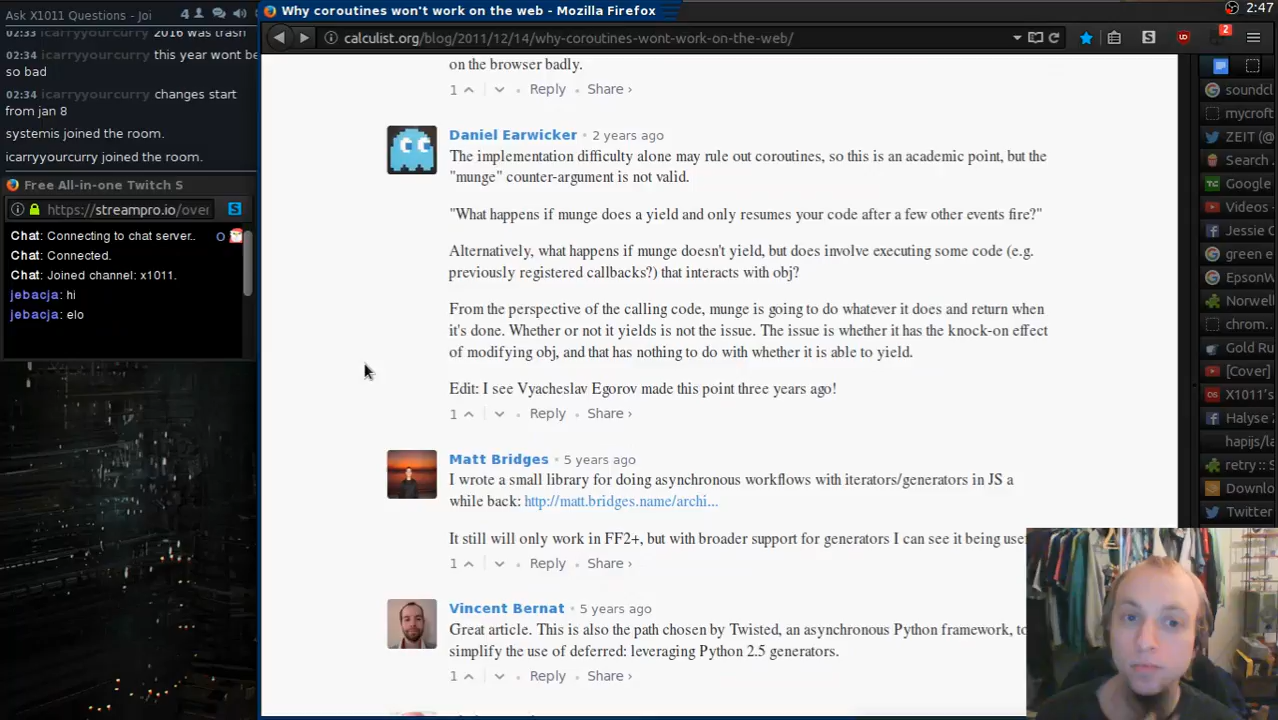 Ask X1011 Questions - Joi
4
02:33 icarryyourcurry 2016 was trash
02:34 icarryyourcurry this year wont be
so bad
02:34 icarryyourcurry changes start
from jan 8
systemis joined the room.
icarryyourcurry joined the room.
Free All-in-one Twitch S
https://streampro.io/over
Chat: Connecting to chat server..
Chat: Connected.
Chat: Joined channel: x1011.
jebacja: hi
jebacja: elo
Why coroutines won't work on the web - Mozilla Firefox
2:47
calculist.org/blog/2011/12/14/why-coroutines-wont-work-on-the-web/
2
on the browser badly.
1 Reply Share ›
Daniel Earwicker • 2 years ago
The implementation difficulty alone may rule out coroutines, so this is an academic point, but the
"munge" counter-argument is not valid.
"What happens if munge does a yield and only resumes your code after a few other events fire?"
Alternatively, what happens if munge doesn't yield, but does involve executing some code (e.g.
previously registered callbacks?) that interacts with obj?
From the perspective of the calling code, munge is going to do whatever it does and return when
it's done. Whether or not it yields is not the issue. The issue is whether it has the knock-on effect
of modifying obj, and that has nothing to do with whether it is able to yield.
Edit: I see Vyacheslav Egorov made this point three years ago!
1 Reply Share ›
Matt Bridges • 5 years ago
I wrote a small library for doing asynchronous workflows with iterators/generators in JS a
while back: http://matt.bridges.name/archi...
It still will only work in FF2+, but with broader support for generators I can see it being
1 Reply Share ›
Vincent Bernat • 5 years ago
Great article. This is also the path chosen by Twisted, an asynchronous Python framework, to
simplify the use of deferred: leveraging Python 2.5 generators.
1 Reply Share ›
soundcl
mycroft
ZEIT (@
Search
Google
Videos -
Jessie C
green e
EpsonW
Norwell
chrom...
Gold Ru
[Cover]
X1011's
Halyse
hapijs/la
retry ::
Downlo
Twitter